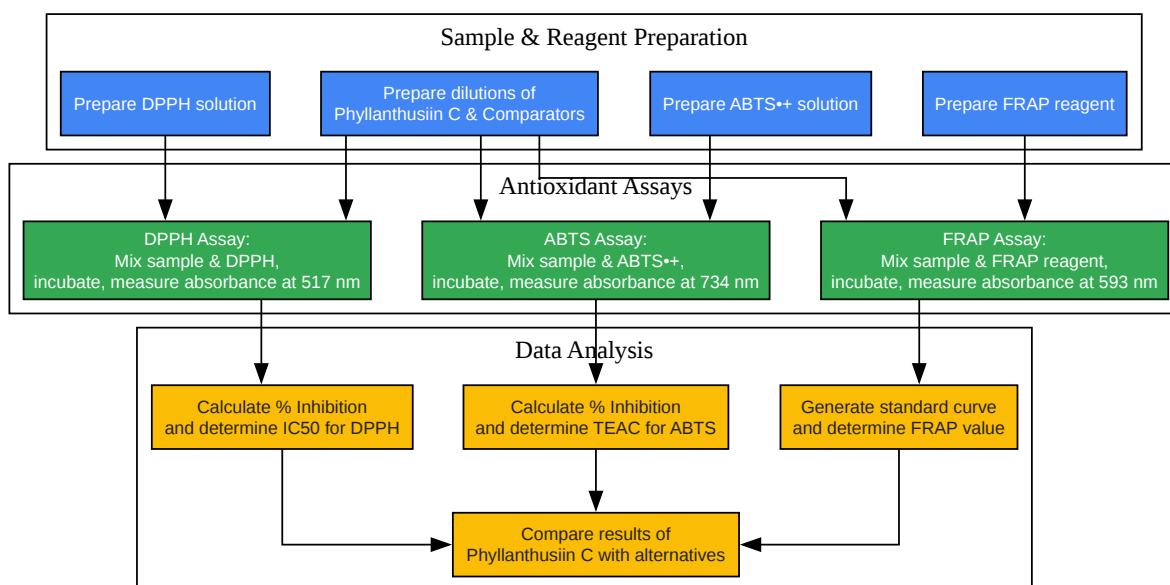 Sample & Reagent Preparation
Prepare DPPH solution
Prepare dilutions of
Phyllanthusiin C & Comparators
Prepare ABTS•+ solution
Prepare FRAP reagent
Antioxidant Assays
DPPH Assay:
Mix sample & DPPH,
incubate, measure absorbance at 517 nm
ABTS Assay:
Mix sample & ABTS•+,
incubate, measure absorbance at 734 nm
FRAP Assay:
Mix sample & FRAP reagent,
incubate, measure absorbance at 593 nm
Data Analysis
Calculate % Inhibition
and determine IC50 for DPPH
Calculate % Inhibition
and determine TEAC for ABTS
Generate standard curve
and determine FRAP value
Compare results of
Phyllanthusiin C with alternatives